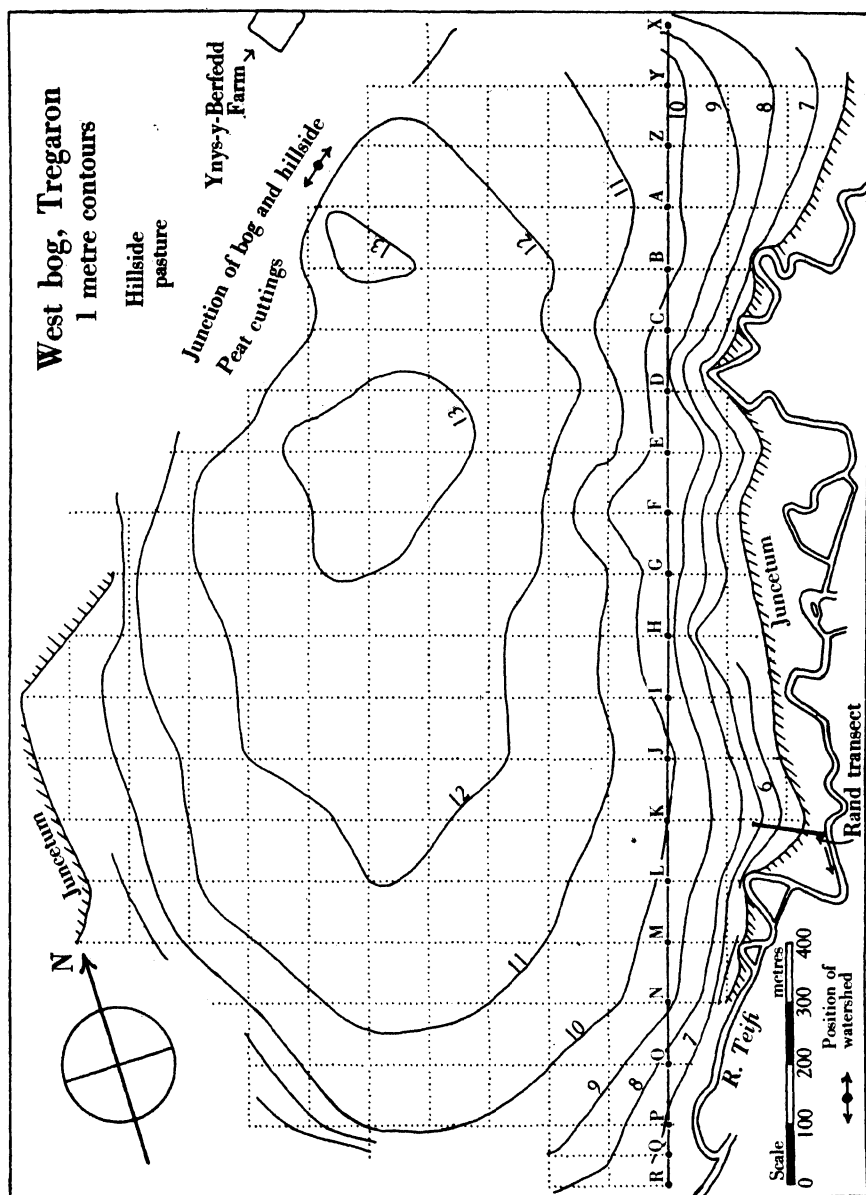 West bog, Tregaron
1 metre contours
Hillside
pasture
Ynys-y-Berfedd
Farm
Junction of bog and hillside
Peat cuttings
Juncetum
N
13
13
12
12
11
11
10
10
9
9
8
8
7
7
6
R Q P O N M L K J I H G F E D C B A Z Y X
Juncetum
Rand transect
R. Teifi
Scale
metres
0 100 200 300 400
Position of
watershed